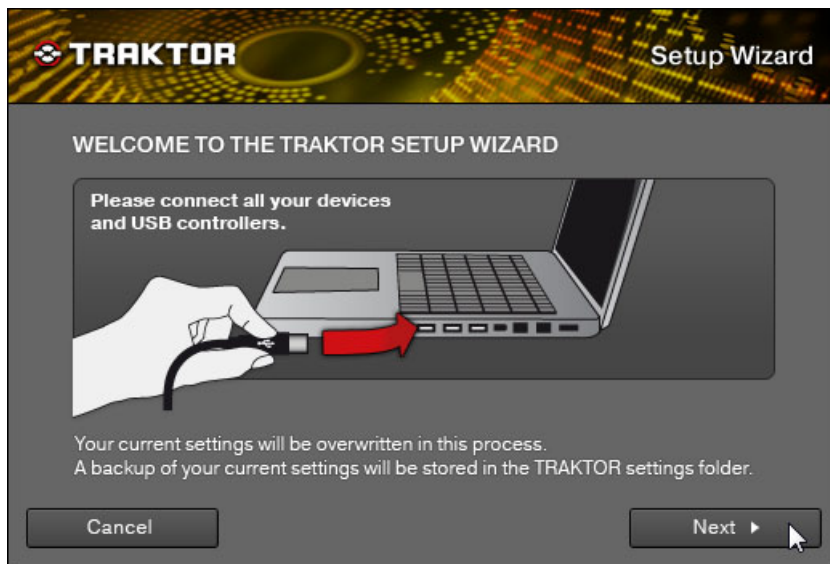 TRAKTOR
Setup Wizard
WELCOME TO THE TRAKTOR SETUP WIZARD
Please connect all your devices
and USB controllers.
Your current settings will be overwritten in this process.
A backup of your current settings will be stored in the TRAKTOR settings folder.
Cancel
Next